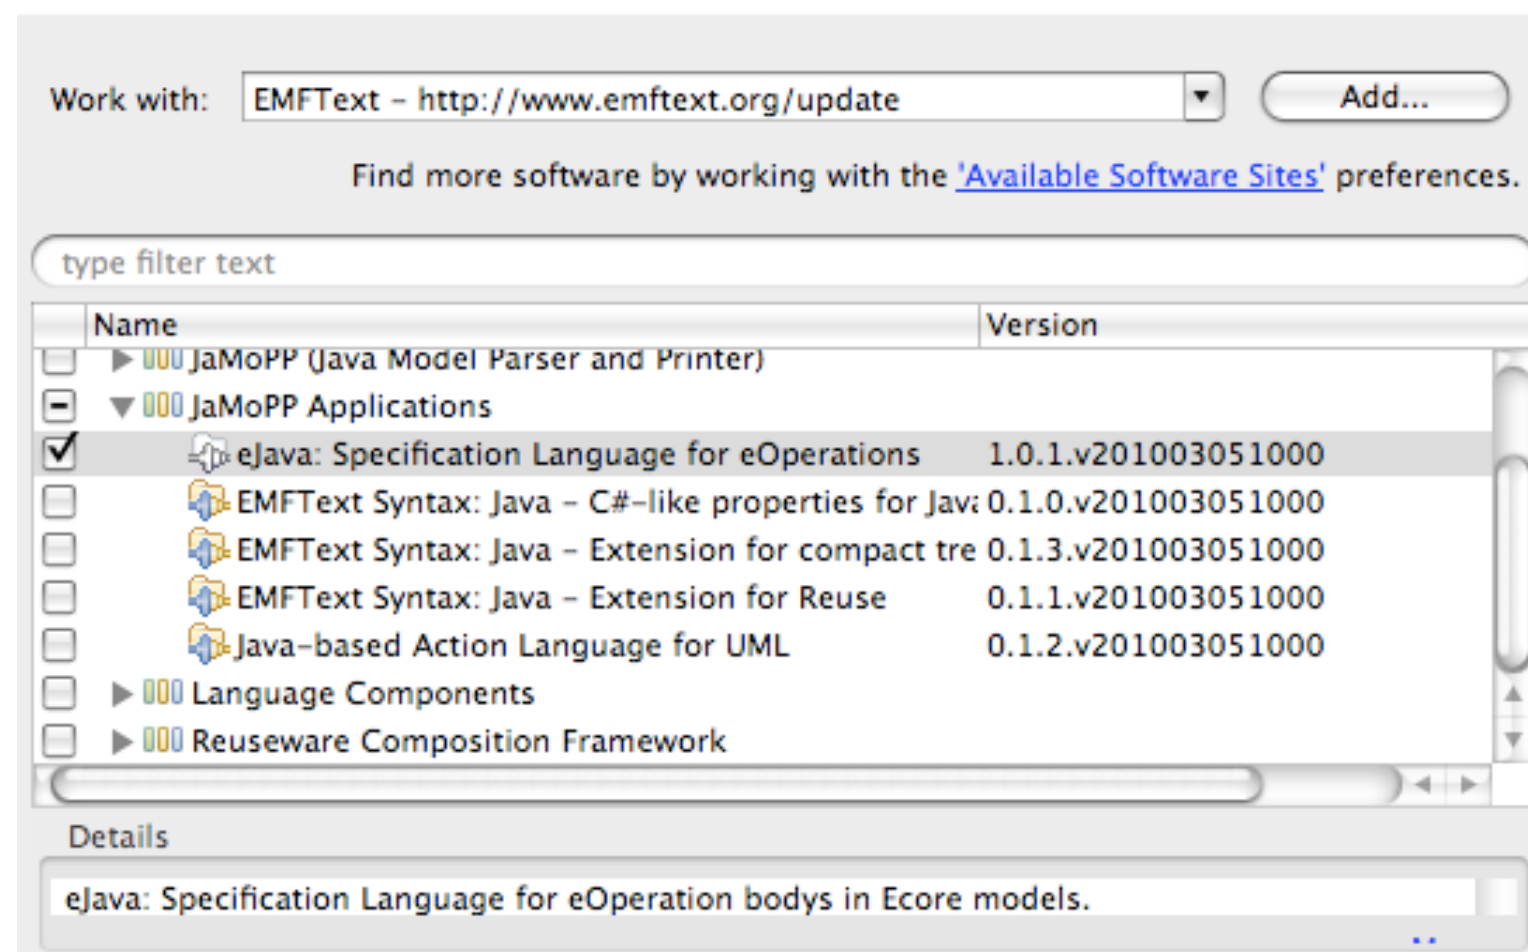 Work with: EMFText - http://www.emftext.org/update Add...
Find more software by working with the 'Available Software Sites' preferences.
type filter text
Name Version
JaMoPP (Java Model Parser and Printer)
JaMoPP Applications
eJava: Specification Language for eOperations 1.0.1.v201003051000
EMFText Syntax: Java - C#-like properties for Java 0.1.0.v201003051000
EMFText Syntax: Java - Extension for compact tre 0.1.3.v201003051000
EMFText Syntax: Java - Extension for Reuse 0.1.1.v201003051000
Java-based Action Language for UML 0.1.2.v201003051000
Language Components
Reuseware Composition Framework
Details
eJava: Specification Language for eOperation bodys in Ecore models.